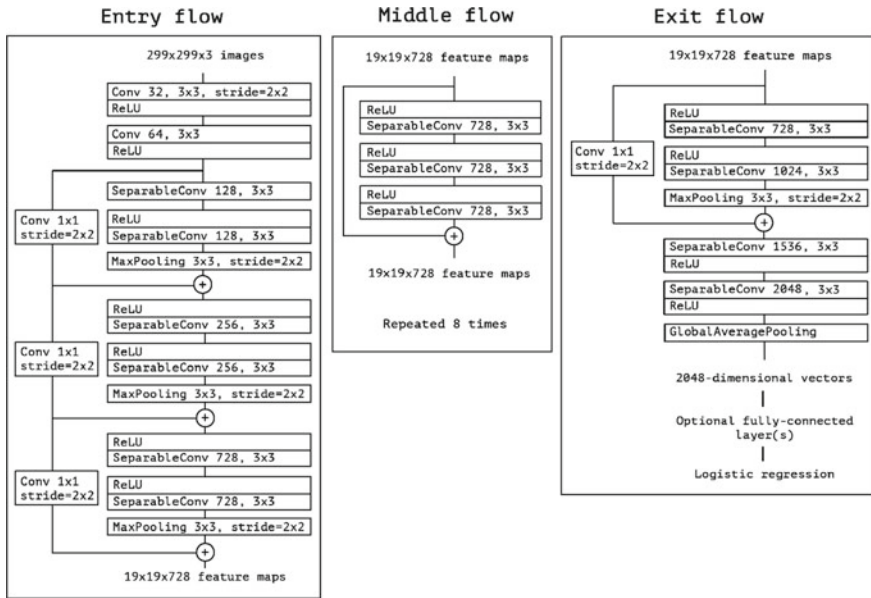 Entry flow
299x299x3 images
Conv 32, 3x3, stride=2x2
ReLU
Conv 64, 3x3
ReLU
SeparableConv 128, 3x3
Conv 1x1
stride=2x2
ReLU
SeparableConv 128, 3x3
MaxPooling 3x3, stride=2x2
+
ReLU
SeparableConv 256, 3x3
Conv 1x1
stride=2x2
ReLU
SeparableConv 256, 3x3
MaxPooling 3x3, stride=2x2
+
ReLU
SeparableConv 728, 3x3
Conv 1x1
stride=2x2
ReLU
SeparableConv 728, 3x3
MaxPooling 3x3, stride=2x2
+
19x19x728 feature maps
Middle flow
19x19x728 feature maps
ReLU
SeparableConv 728, 3x3
ReLU
SeparableConv 728, 3x3
ReLU
SeparableConv 728, 3x3
+
19x19x728 feature maps
Repeated 8 times
Exit flow
19x19x728 feature maps
ReLU
SeparableConv 728, 3x3
Conv 1x1
stride=2x2
ReLU
SeparableConv 1024, 3x3
MaxPooling 3x3, stride=2x2
+
SeparableConv 1536, 3x3
ReLU
SeparableConv 2048, 3x3
ReLU
GlobalAveragePooling
2048-dimensional vectors
Optional fully-connected
layer(s)
Logistic regression